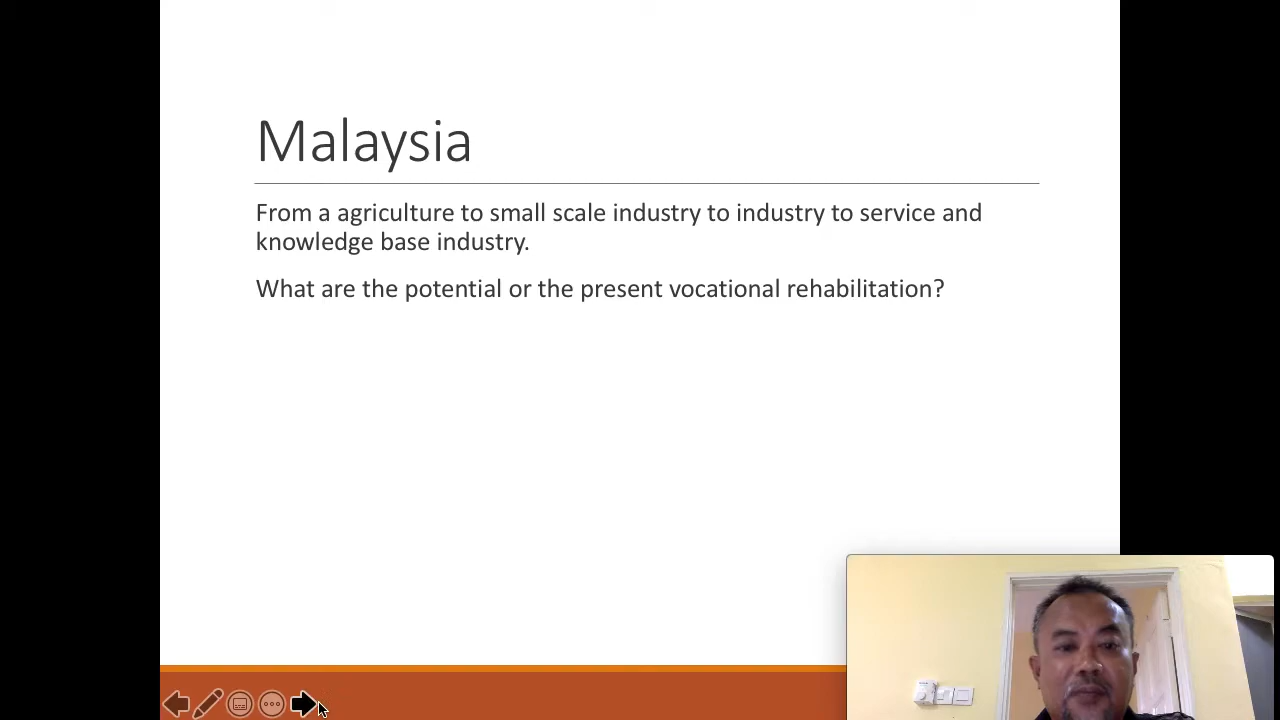 Malaysia
From a agriculture to small scale industry to industry to service and
knowledge base industry.
What are the potential or the present vocational rehabilitation?